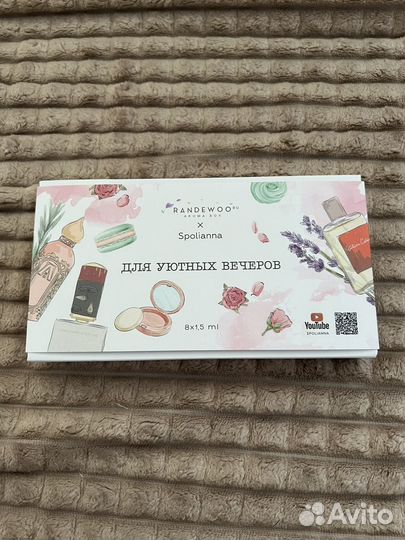 RANDEWOO RU
AROMA BOX
×
Spolianna
ДЛЯ УЮТНЫХ ВЕЧЕРОВ
8x1,5 ml
YouTube
SPOLIANNA
Avito